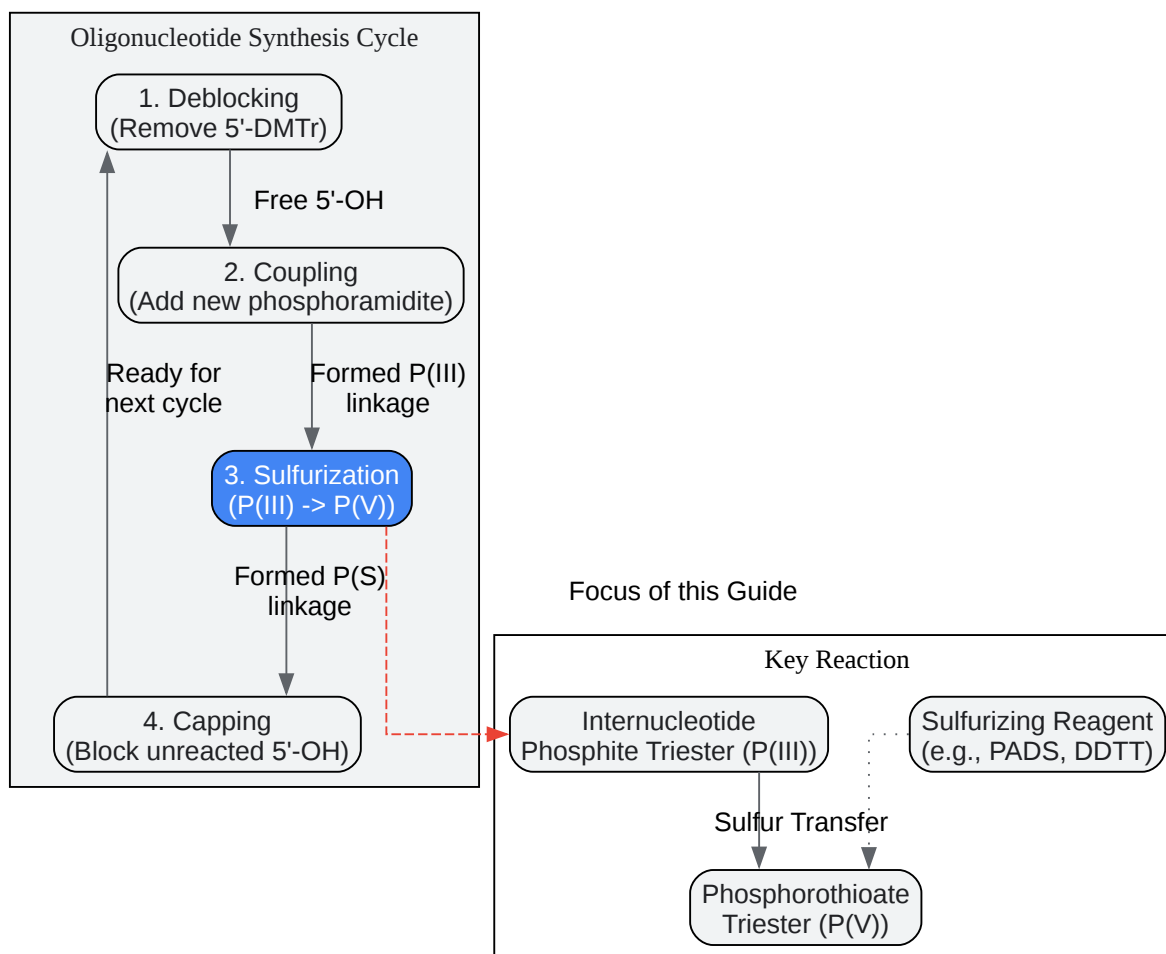 Oligonucleotide Synthesis Cycle
1. Deblocking
(Remove 5'-DMTr)
Free 5'-OH
2. Coupling
(Add new phosphoramidite)
Ready for
next cycle
Formed P(III)
linkage
3. Sulfurization
(P(III) -> P(V))
Formed P(S)
linkage
4. Capping
(Block unreacted 5'-OH)
Focus of this Guide
Key Reaction
Internucleotide
Phosphite Triester (P(III))
Sulfurizing Reagent
(e.g., PADS, DDTT)
Sulfur Transfer
Phosphorothioate
Triester (P(V))